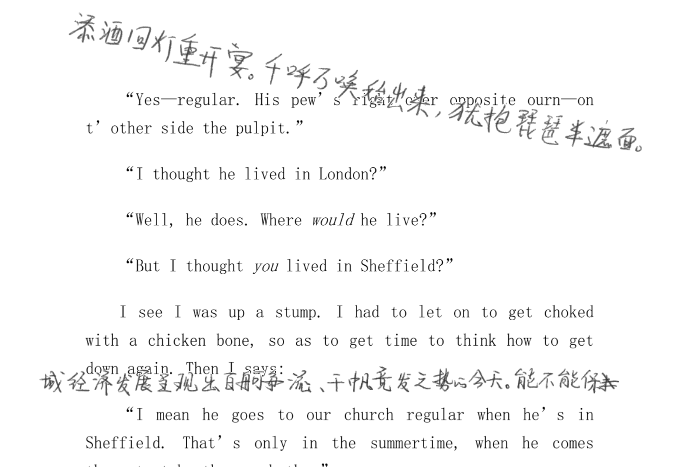 添酒回灯重开宴。千呼万唤始出来,犹抱琵琶半遮面。
“Yes—regular. His pew’s right over opposite ourn—on
t’other side the pulpit.”
“I thought he lived in London?”
“Well, he does. Where would he live?”
“But I thought you lived in Sheffield?”
I see I was up a stump. I had to let on to get choked
with a chicken bone, so as to get time to think how to get
down again. Then I says:
城经济发展呈现出百舸争流、千帆竞发之势的今天。能不能保
“I mean he goes to our church regular when he’s in
Sheffield. That’s only in the summertime, when he comes